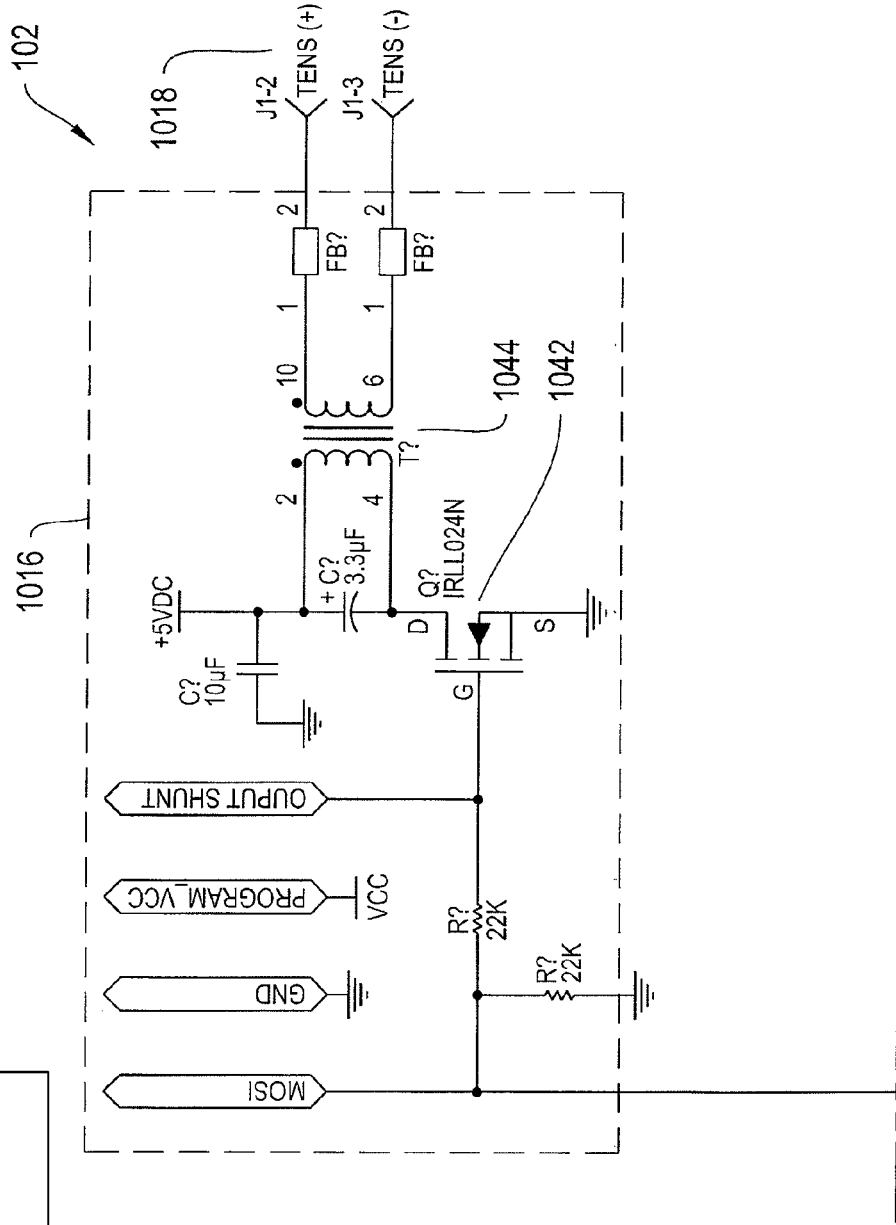 102
1018
J1-2
TENS (+)
J1-3
TENS (-)
1016
2
FB?
1
2
FB?
1
10
6
1044
T?
1042
2
4
+5VDC
C?
10µF
+ C?
3.3µF
Q?
IRLL024N
D
G
S
OUPUT SHUNT
PROGRAM_VCC
VCC
GND
MOSI
R?
22K
R?
22K